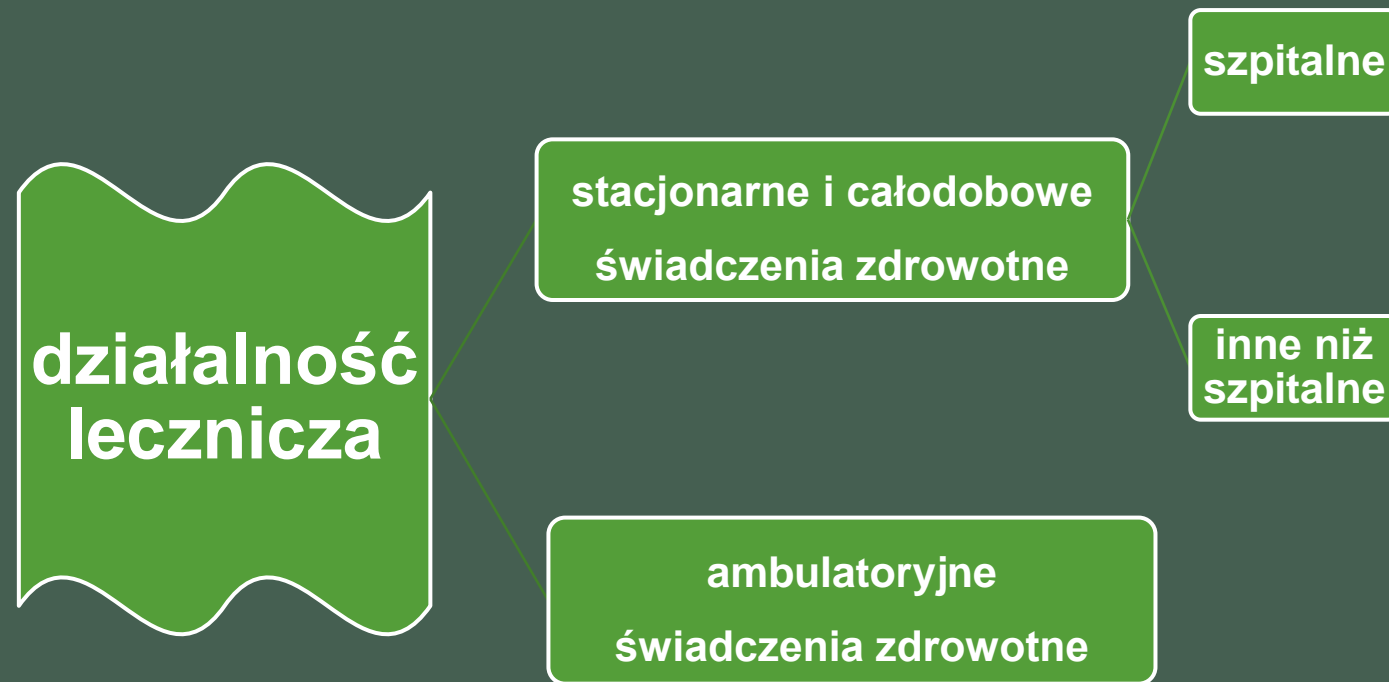 działalność
lecznicza
stacjonarne i całodobowe
świadczenia zdrowotne
szpitalne
inne niż
szpitalne
ambulatoryjne
świadczenia zdrowotne